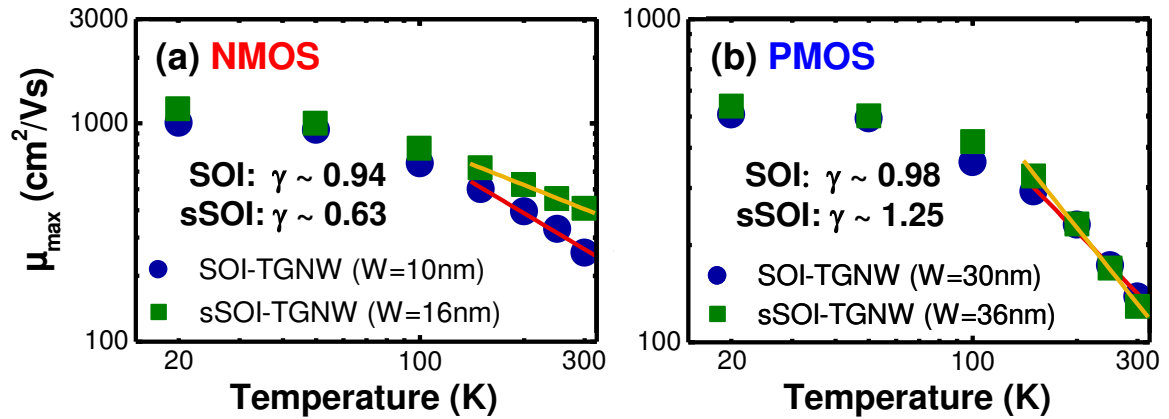 (a) NMOS
3000
1000
100
μmax (cm2/Vs)
SOI: γ ~ 0.94
sSOI: γ ~ 0.63
SOI-TGNW (W=10nm)
sSOI-TGNW (W=16nm)
20 100 300
Temperature (K)
(b) PMOS
1000
100
SOI: γ ~ 0.98
sSOI: γ ~ 1.25
SOI-TGNW (W=30nm)
sSOI-TGNW (W=36nm)
20 100 300
Temperature (K)